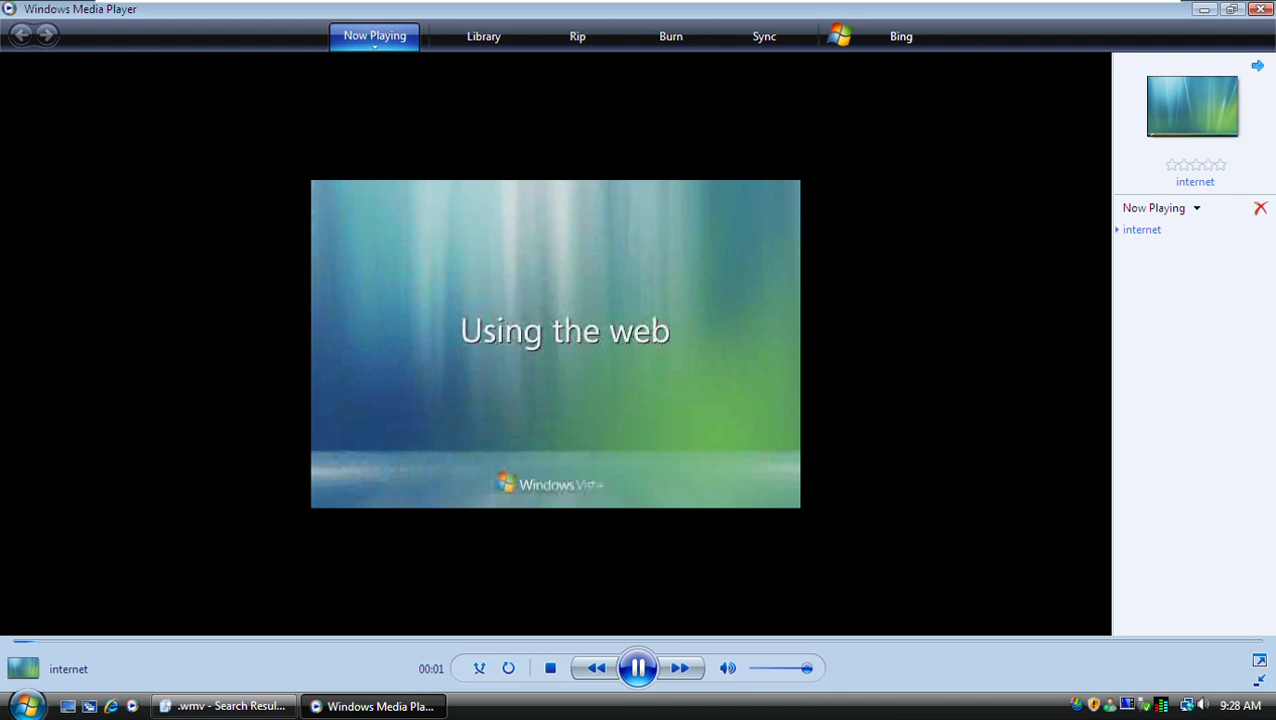 Windows Media Player
Now Playing
Library
Rip
Burn
Sync
Bing
internet
Now Playing
internet
Using the web
Windows Vista
internet
00:01
.wmv - Search Resul...
Windows Media Pla...
9:28 AM